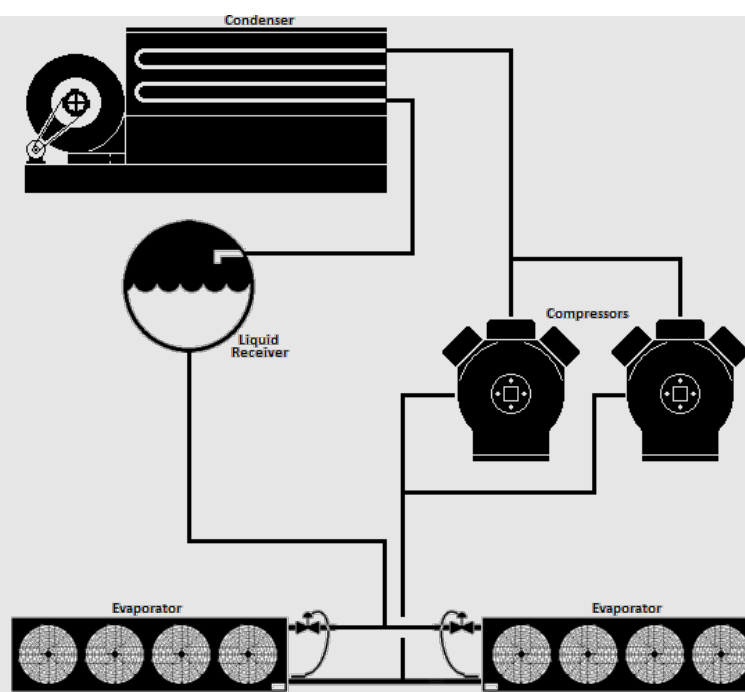 Condenser
Compressors
Liquid
Receiver
Evaporator
Evaporator